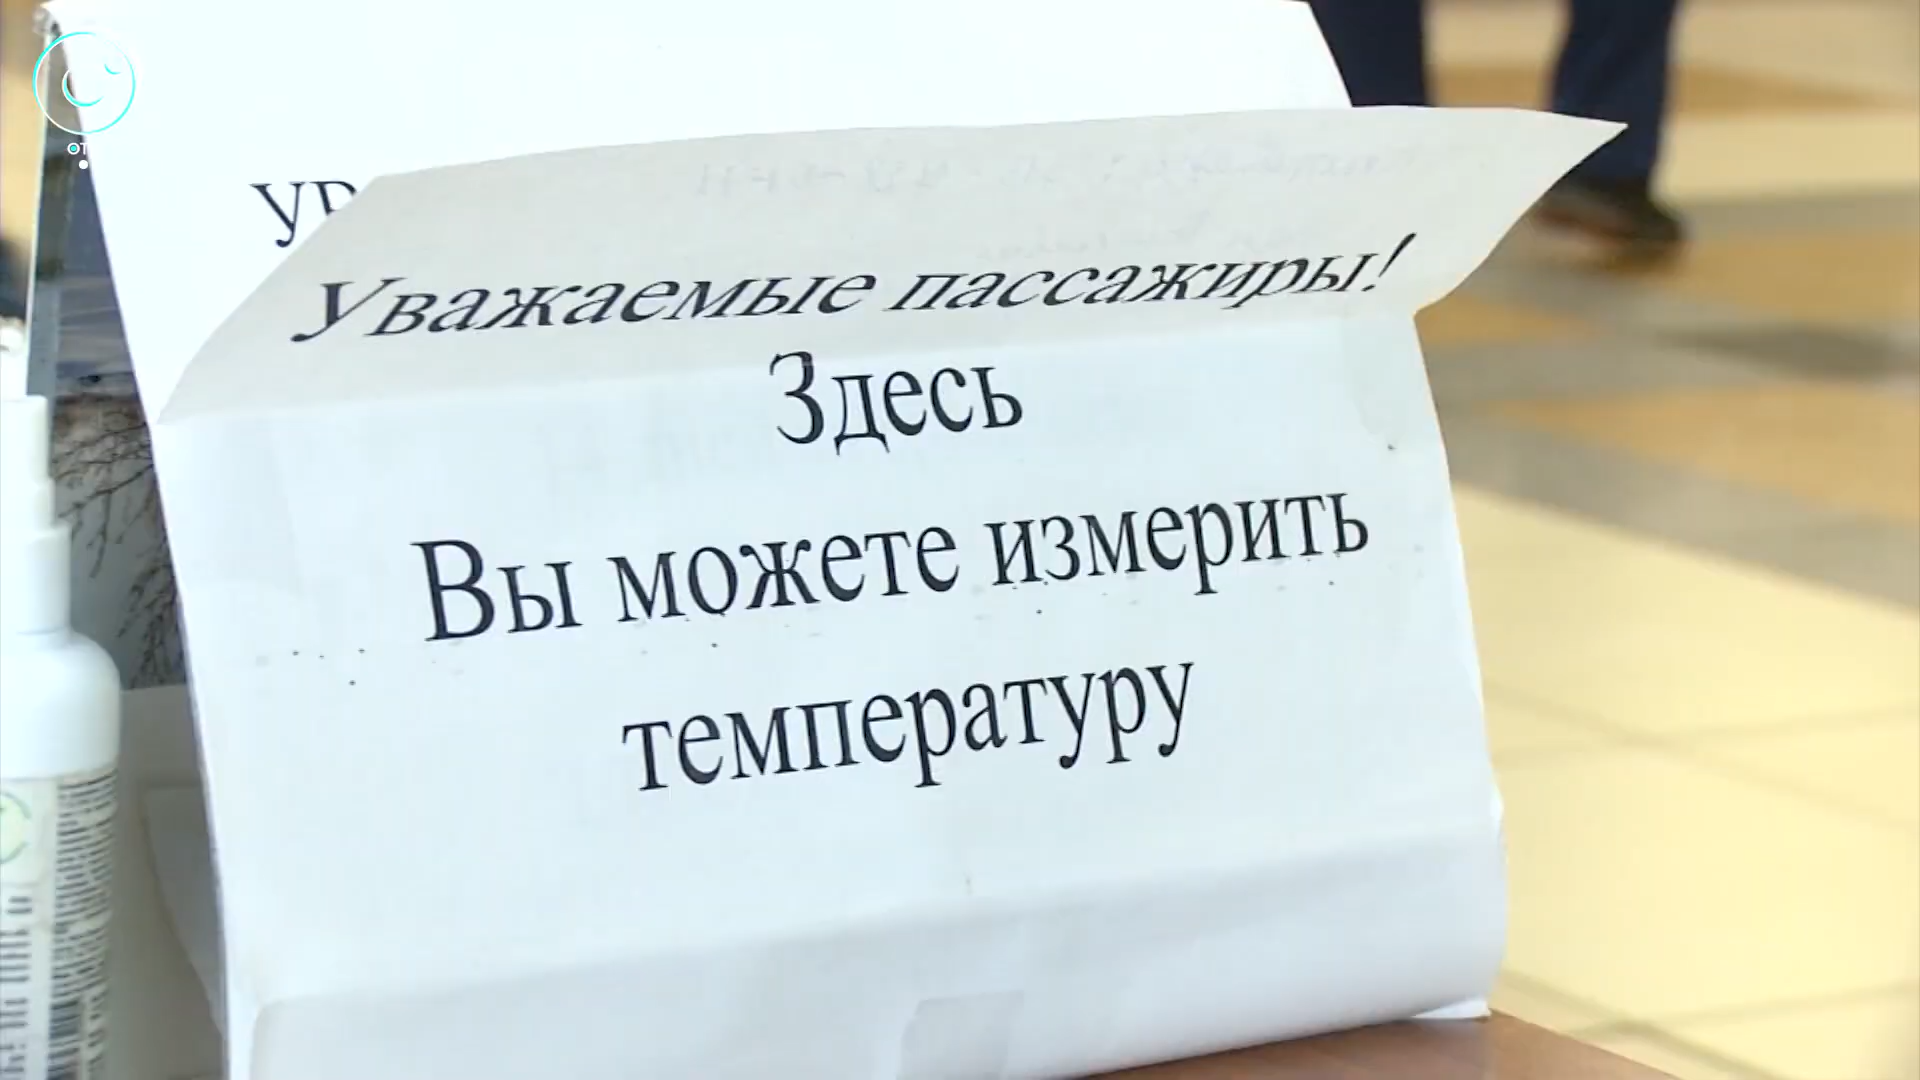 Уважаемые пассажиры!
Здесь
Вы можете измерить
температуру